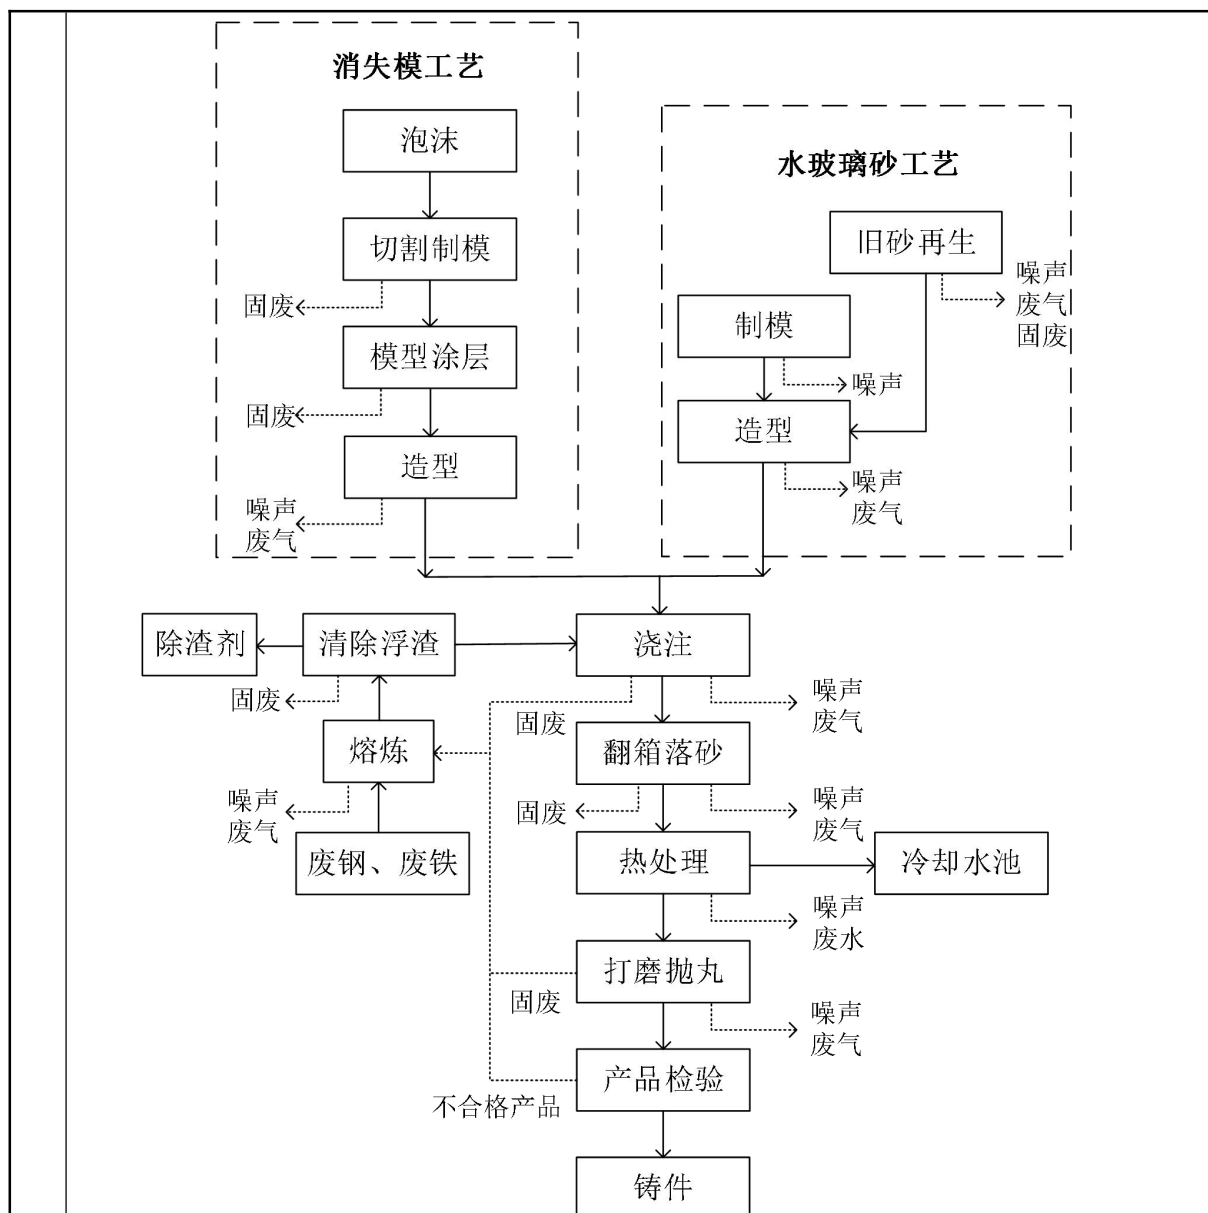 消失模工艺
泡沫
切割制模
固废
模型涂层
固废
造型
噪声
废气
水玻璃砂工艺
旧砂再生
噪声
废气
固废
制模
噪声
造型
噪声
废气
除渣剂
清除浮渣
浇注
固废
固废
噪声
废气
熔炼
翻箱落砂
噪声
废气
固废
噪声
废气
废钢、废铁
热处理
冷却水池
噪声
废水
打磨抛丸
固废
噪声
废气
产品检验
不合格产品
铸件